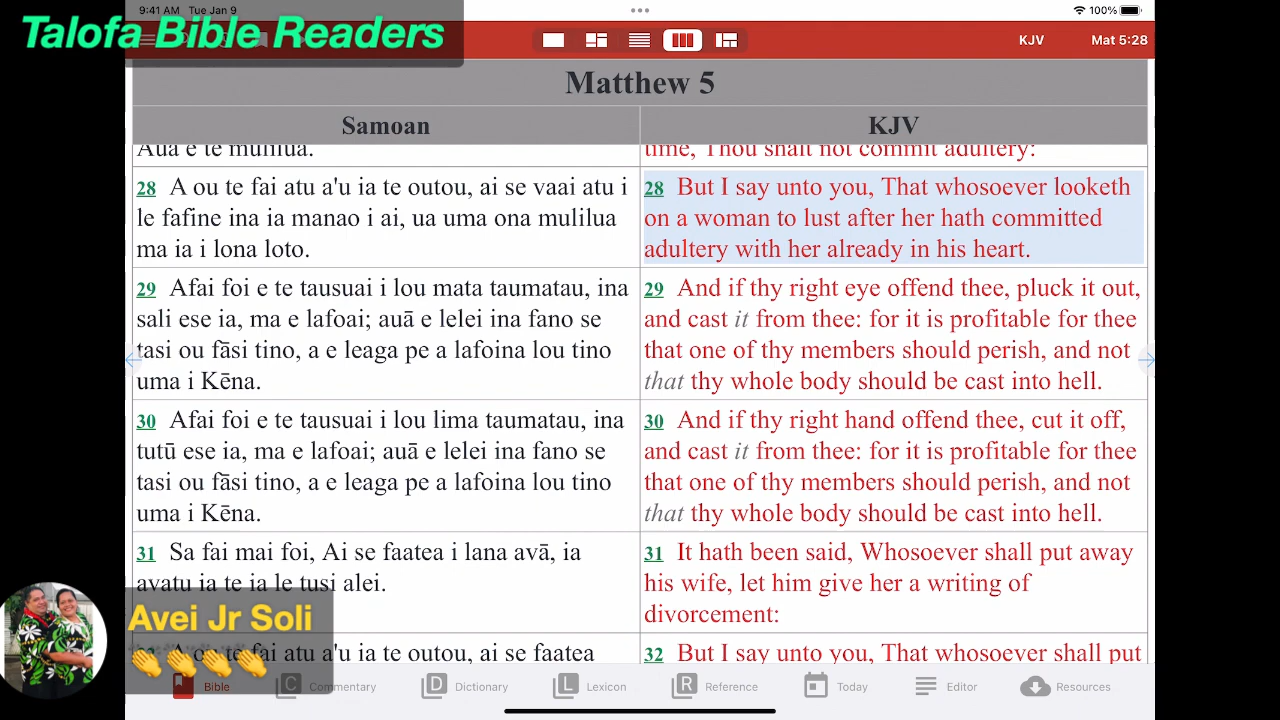 9:41 AM Tue Jan 9
100%
Talofa Bible Readers
KJV
Mat 5:28
Matthew 5
Samoan
KJV
Aua e te mulilua.
time, Thou shalt not commit adultery:
28 A ou te fai atu a'u ia te outou, ai se vaai atu i
le fafine ina ia manao i ai, ua uma ona mulilua
ma ia i lona loto.
28 But I say unto you, That whosoever looketh
on a woman to lust after her hath committed
adultery with her already in his heart.
29 Afai foi e te tausuai i lou mata taumatau, ina
sali ese ia, ma e lafoai; auā e lelei ina fano se
tasi ou fāsi tino, a e leaga pe a lafoina lou tino
uma i Kēna.
29 And if thy right eye offend thee, pluck it out,
and cast it from thee: for it is profitable for thee
that one of thy members should perish, and not
that thy whole body should be cast into hell.
30 Afai foi e te tausuai i lou lima taumatau, ina
tutū ese ia, ma e lafoai; auā e lelei ina fano se
tasi ou fāsi tino, a e leaga pe a lafoina lou tino
uma i Kēna.
30 And if thy right hand offend thee, cut it off,
and cast it from thee: for it is profitable for thee
that one of thy members should perish, and not
that thy whole body should be cast into hell.
31 Sa fai mai foi, Ai se faatea i lana avā, ia
avatu ia te ia le tusi alei.
31 It hath been said, Whosoever shall put away
his wife, let him give her a writing of
divorcement:
A ou te fai atu a'u ia te outou, ai se faatea
32 But I say unto you, That whosoever shall put
Avei Jr Soli
Bible
Commentary
Dictionary
Lexicon
Reference
Today
Editor
Resources